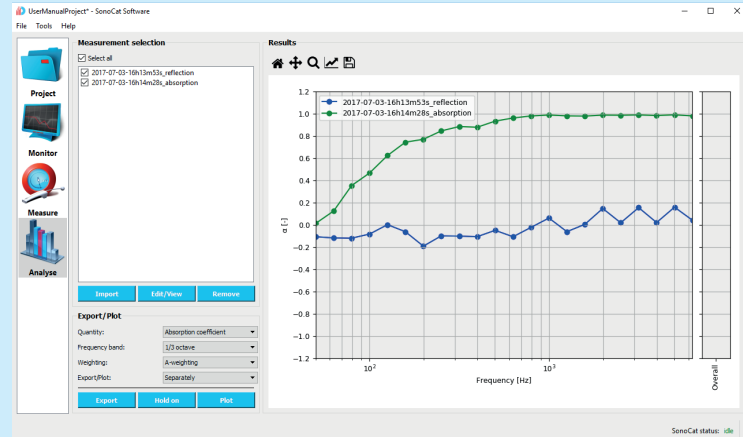 UserManualProject* - SonoCat Software
File Tools Help
Project
Monitor
Measure
Analyse
Measurement selection
Select all
2017-07-03-16h13m53s_reflection
2017-07-03-16h14m28s_absorption
Import Edit/View Remove
Export/Plot
Quantity: Absorption coefficient
Frequency band: 1/3 octave
Weighting: A-weighting
Export/Plot: Separately
Export Hold on Plot
Results
2017-07-03-16h13m53s_reflection
2017-07-03-16h14m28s_absorption
1.2
1.0
0.8
0.6
0.4
0.2
0.0
−0.2
−0.4
−0.6
−0.8
−1.0
−1.2
α [-]
10² 10³
Frequency [Hz]
Overall
SonoCat status: idle